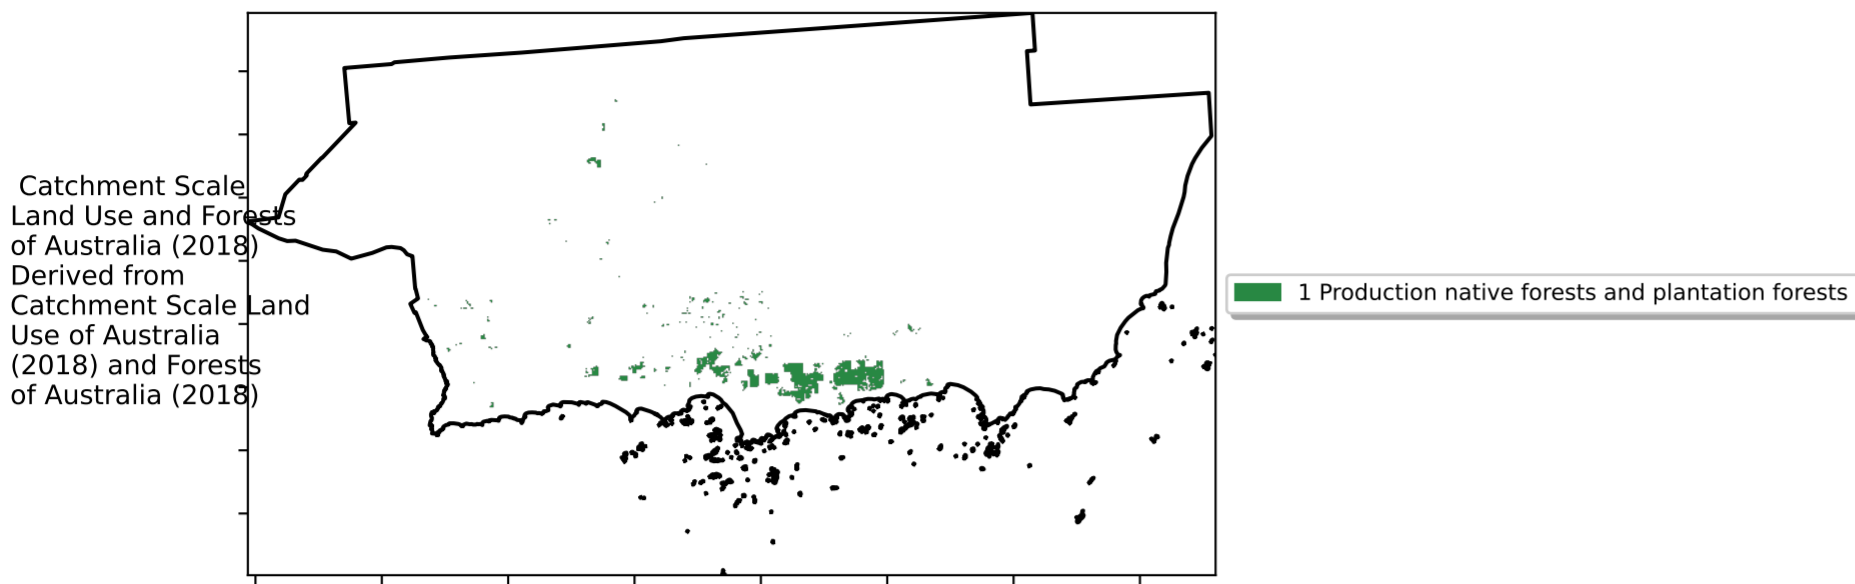 Catchment Scale
Land Use and Forests
of Australia (2018)
Derived from
Catchment Scale Land
Use of Australia
(2018) and Forests
of Australia (2018)
1 Production native forests and plantation forests